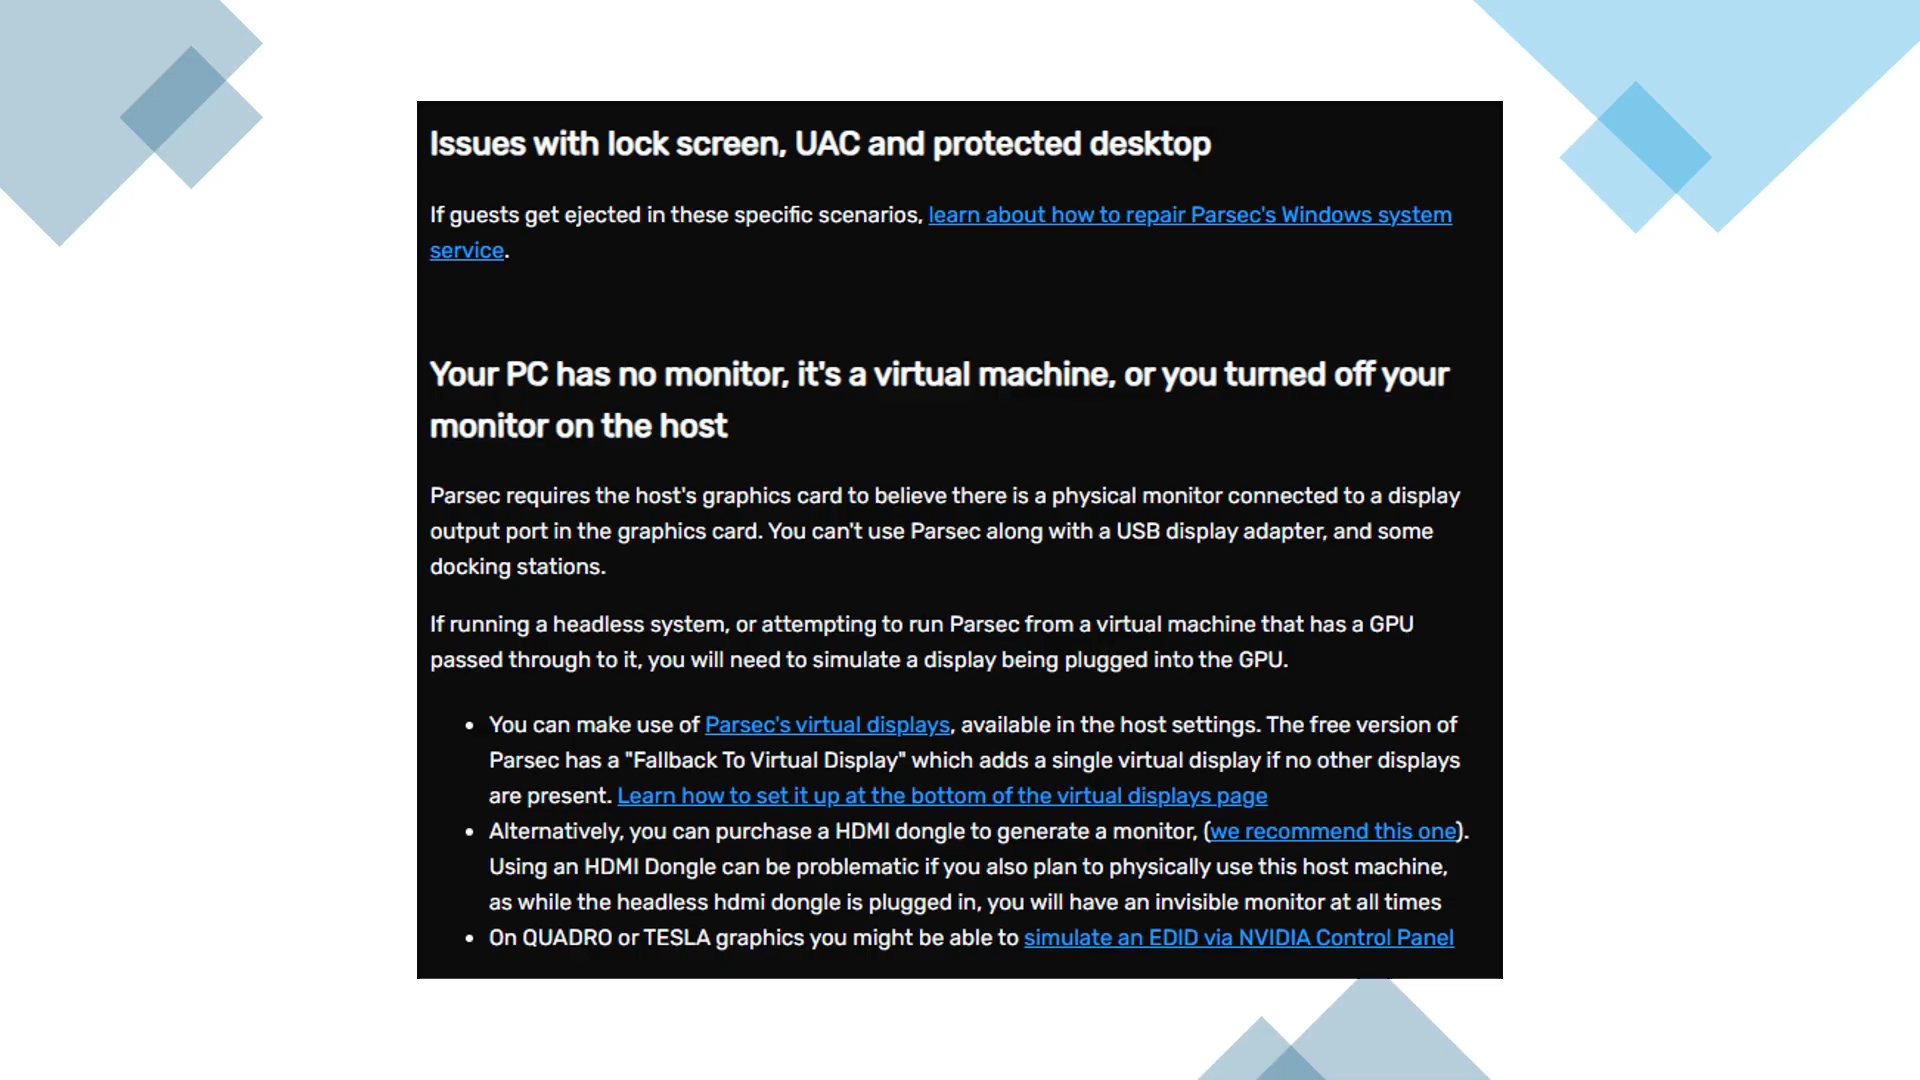 Issues with lock screen, UAC and protected desktop
If guests get ejected in these specific scenarios, learn about how to repair Parsec's Windows system
service.
Your PC has no monitor, it's a virtual machine, or you turned off your
monitor on the host
Parsec requires the host's graphics card to believe there is a physical monitor connected to a display
output port in the graphics card. You can't use Parsec along with a USB display adapter, and some
docking stations.
If running a headless system, or attempting to run Parsec from a virtual machine that has a GPU
passed through to it, you will need to simulate a display being plugged into the GPU.
• You can make use of Parsec's virtual displays, available in the host settings. The free version of
Parsec has a "Fallback To Virtual Display" which adds a single virtual display if no other displays
are present. Learn how to set it up at the bottom of the virtual displays page
• Alternatively, you can purchase a HDMI dongle to generate a monitor, (we recommend this one).
Using an HDMI Dongle can be problematic if you also plan to physically use this host machine,
as while the headless hdmi dongle is plugged in, you will have an invisible monitor at all times
• On QUADRO or TESLA graphics you might be able to simulate an EDID via NVIDIA Control Panel